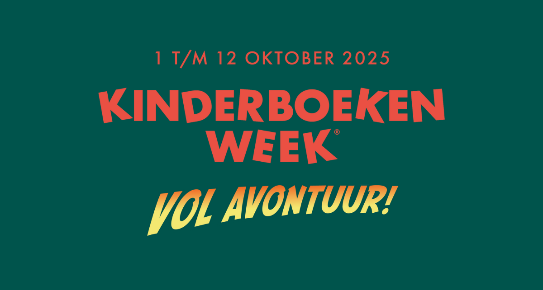 1 T/M 12 OKTOBER 2025
KINDERBOEKEN
WEEK®
VOL AVONTUUR!